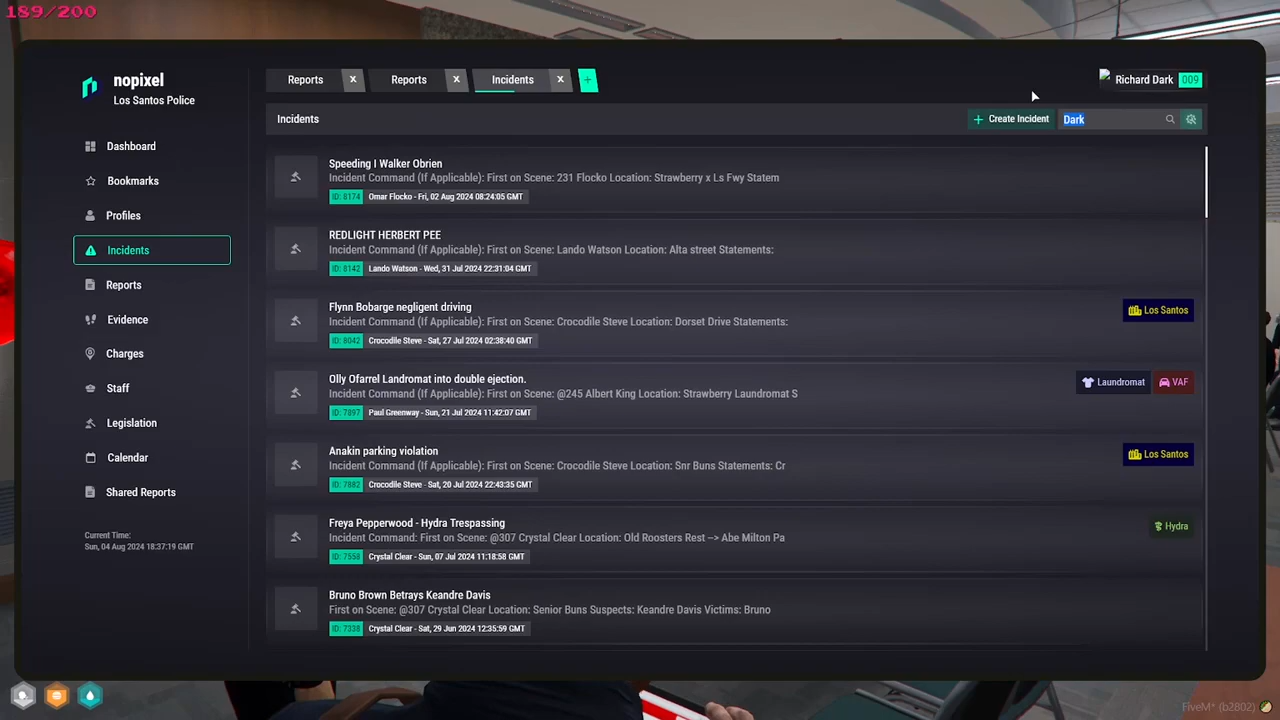 189/200
nopixel
Los Santos Police
Reports x Reports x Incidents x +
Richard Dark 009
Incidents
+ Create Incident
Dark
Dashboard
Bookmarks
Profiles
Incidents
Reports
Evidence
Charges
Staff
Legislation
Calendar
Shared Reports
Current Time:
Sun, 04 Aug 2024 18:37:19 GMT
Speeding I Walker Obrien
Incident Command (If Applicable): First on Scene: 231 Flocko Location: Strawberry x Ls Fwy Statem
ID: 8174 Omar Flocko - Fri, 02 Aug 2024 08:24:05 GMT
REDLIGHT HERBERT PEE
Incident Command (If Applicable): First on Scene: Lando Watson Location: Alta street Statements:
ID: 8142 Lando Watson - Wed, 31 Jul 2024 22:31:04 GMT
Flynn Bobarge negligent driving
Incident Command (If Applicable): First on Scene: Crocodile Steve Location: Dorset Drive Statements:
ID: 8042 Crocodile Steve - Sat, 27 Jul 2024 02:38:40 GMT
Los Santos
Olly Ofarrel Landromat into double ejection.
Incident Command (If Applicable): First on Scene: @245 Albert King Location: Strawberry Laundromat S
ID: 7897 Paul Greenway - Sun, 21 Jul 2024 11:42:07 GMT
Laundromat VAF
Anakin parking violation
Incident Command (If Applicable): First on Scene: Crocodile Steve Location: Snr Buns Statements: Cr
ID: 7882 Crocodile Steve - Sat, 20 Jul 2024 22:43:35 GMT
Los Santos
Freya Pepperwood - Hydra Trespassing
Incident Command: First on Scene: @307 Crystal Clear Location: Old Roosters Rest --> Abe Milton Pa
ID: 7558 Crystal Clear - Sun, 07 Jul 2024 11:18:58 GMT
Hydra
Bruno Brown Betrays Keandre Davis
First on Scene: @307 Crystal Clear Location: Senior Buns Suspects: Keandre Davis Victims: Bruno
ID: 7338 Crystal Clear - Sat, 29 Jun 2024 12:35:59 GMT
FiveM* (b2802)